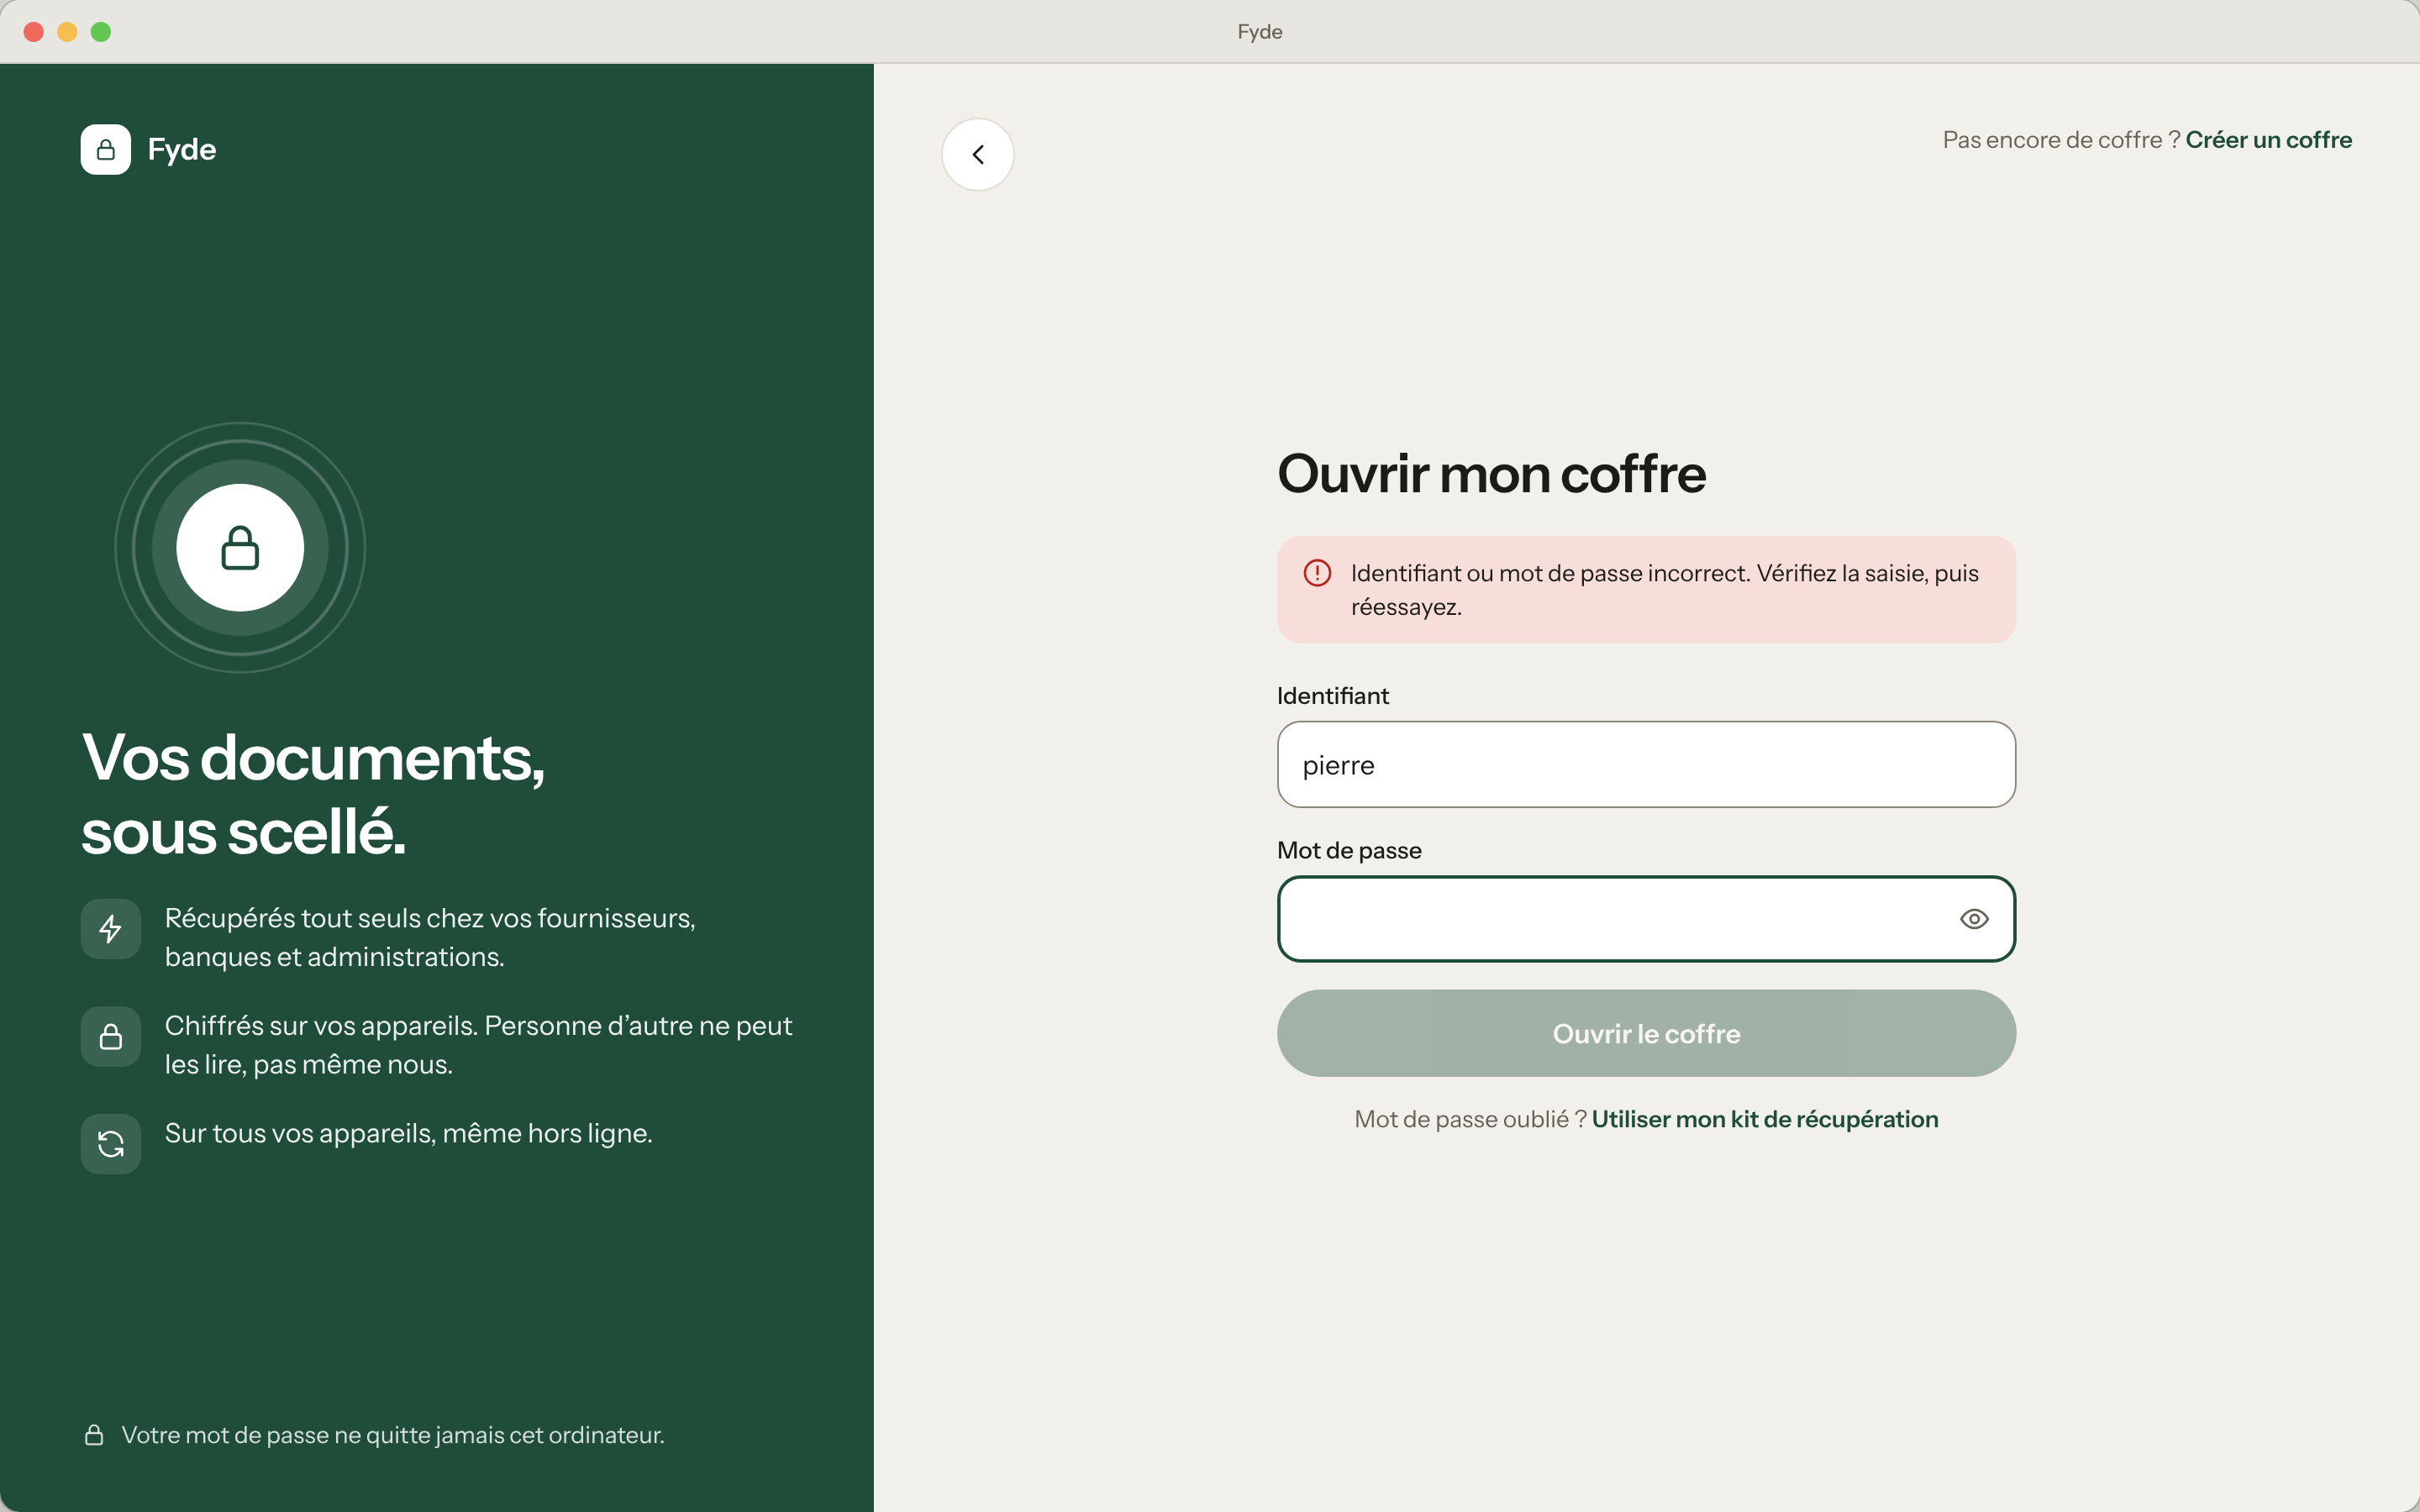 Fyde
Fyde
Vos documents,
sous scellé.
Récupérés tout seuls chez vos fournisseurs,
banques et administrations.
Chiffrés sur vos appareils. Personne d’autre ne peut
les lire, pas même nous.
Sur tous vos appareils, même hors ligne.
Votre mot de passe ne quitte jamais cet ordinateur.
Pas encore de coffre ? Créer un coffre
Ouvrir mon coffre
Identifiant ou mot de passe incorrect. Vérifiez la saisie, puis
réessayez.
Identifiant
pierre
Mot de passe
Ouvrir le coffre
Mot de passe oublié ? Utiliser mon kit de récupération